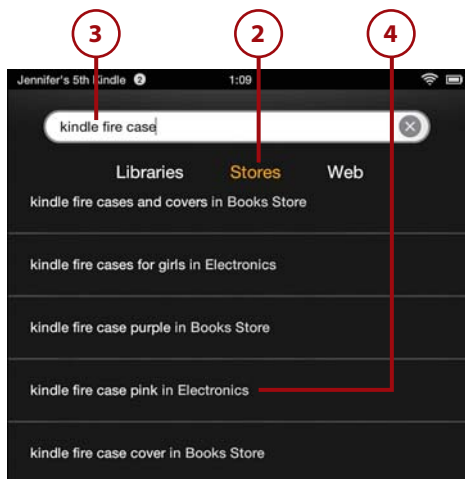 3 2 4
Jennifer's 5th Kindle 2 1:09
kindle fire case
Libraries Stores Web
kindle fire cases and covers in Books Store
kindle fire cases for girls in Electronics
kindle fire case purple in Books Store
kindle fire case pink in Electronics
kindle fire case cover in Books Store